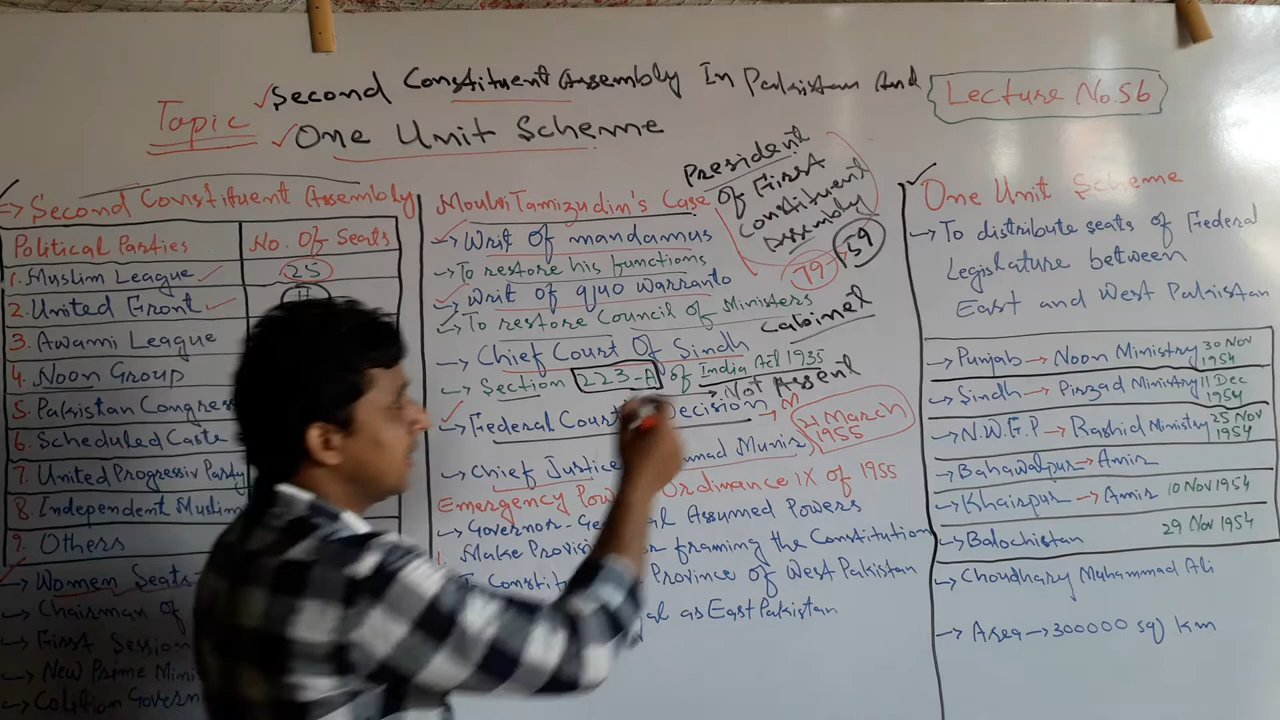 Topic
Second Constituent Assembly In Pakistan And
One Unit Scheme
Lecture No.56
=> Second Constituent Assembly
Political Parties No. Of Seats
1. Muslim League 25
2. United Front
3. Awami League
4. Noon Group
5. Pakistan Congress
6. Scheduled Caste
7. United Progressiv Party
8. Independent Muslim
9. Others
→ Women Seats
→ Chairman of
→ First Session
→ New Prime Mini
→ Colition Govern
Moulvi Tamizudin's Case
President
Of First
Constituent
Assembly
79 59
→ Writ Of mandamus
→ To restore his functions
→ Writ of qjuo Warranto
→ To restore Council of Ministers
Cabinet
→ Chief Court Of Sindh
→ Section 223-A of India Act 1935
→ Not Assent
→ Federal Court Decision
21 March
1955
→ Chief Justice Munir
Emergency Ordinance IX of 1955
→ Governor-Gen Assumed Powers
1. Make Provisi framing the Constitution
Constit Province of West Pakistan
as East Pakistan
One Unit Scheme
→ To distribute seats of Federal
Legislature between
East and West Pakistan
→ Punjab → Noon Ministry 30 Nov 1954
→ Sindh → Pirzad Ministry 11 Dec 1954
→ N.W.F.P → Rashid Ministry 25 Nov 1954
→ Bahawalpur → Amir
→ Khairpur → Amir 10 Nov 1954
→ Balochistan 29 Nov 1954
→ Choudhary Muhammad Ali
→ Area → 300000 sq Km